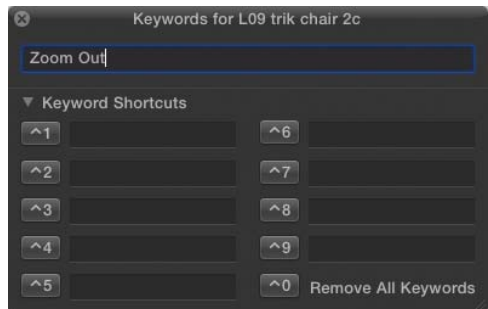 Keywords for L09 trik chair 2c
Zoom Out
Keyword Shortcuts
^1
^6
^2
^7
^3
^8
^4
^9
^5
^0 Remove All Keywords